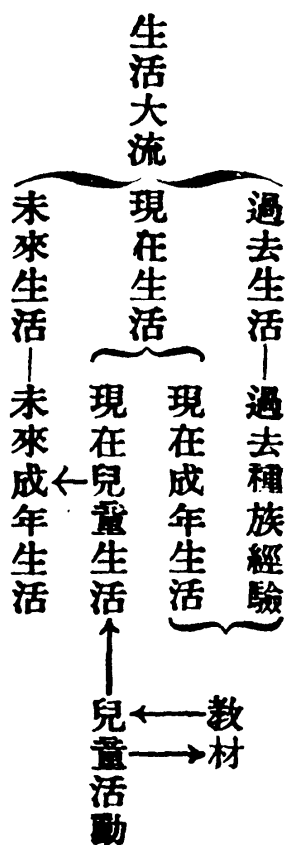 生活大流
過去生活
現在生活
未來生活
過去種族經驗
現在成年生活
現在兒童生活
未來成年生活
教材
兒童活動